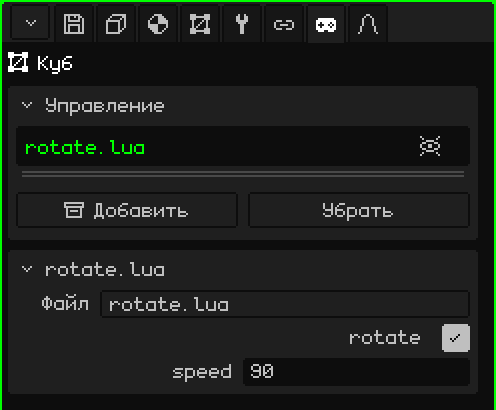 Куб
Управление
rotate.lua
Добавить
Убрать
rotate.lua
Файл rotate.lua
rotate
speed 90